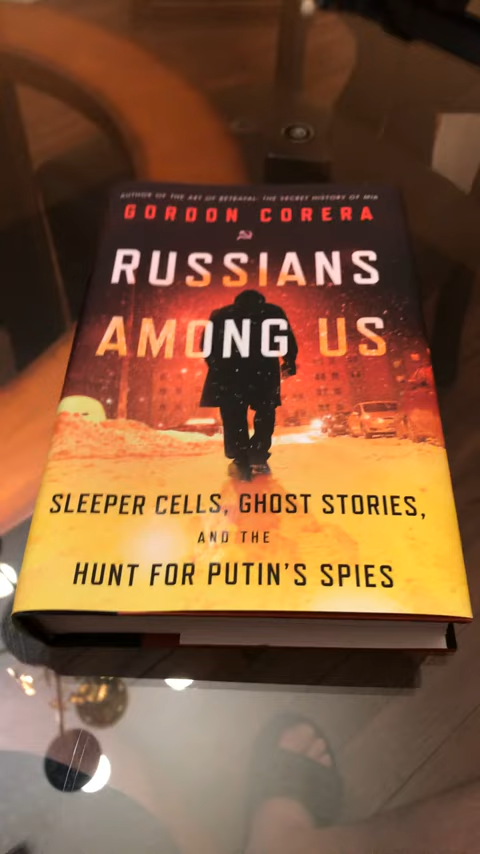 AUTHOR OF THE ART OF BETRAYAL: THE SECRET HISTORY OF MI6
GORDON CORERA
RUSSIANS
AMONG US
SLEEPER CELLS, GHOST STORIES,
AND THE
HUNT FOR PUTIN'S SPIES